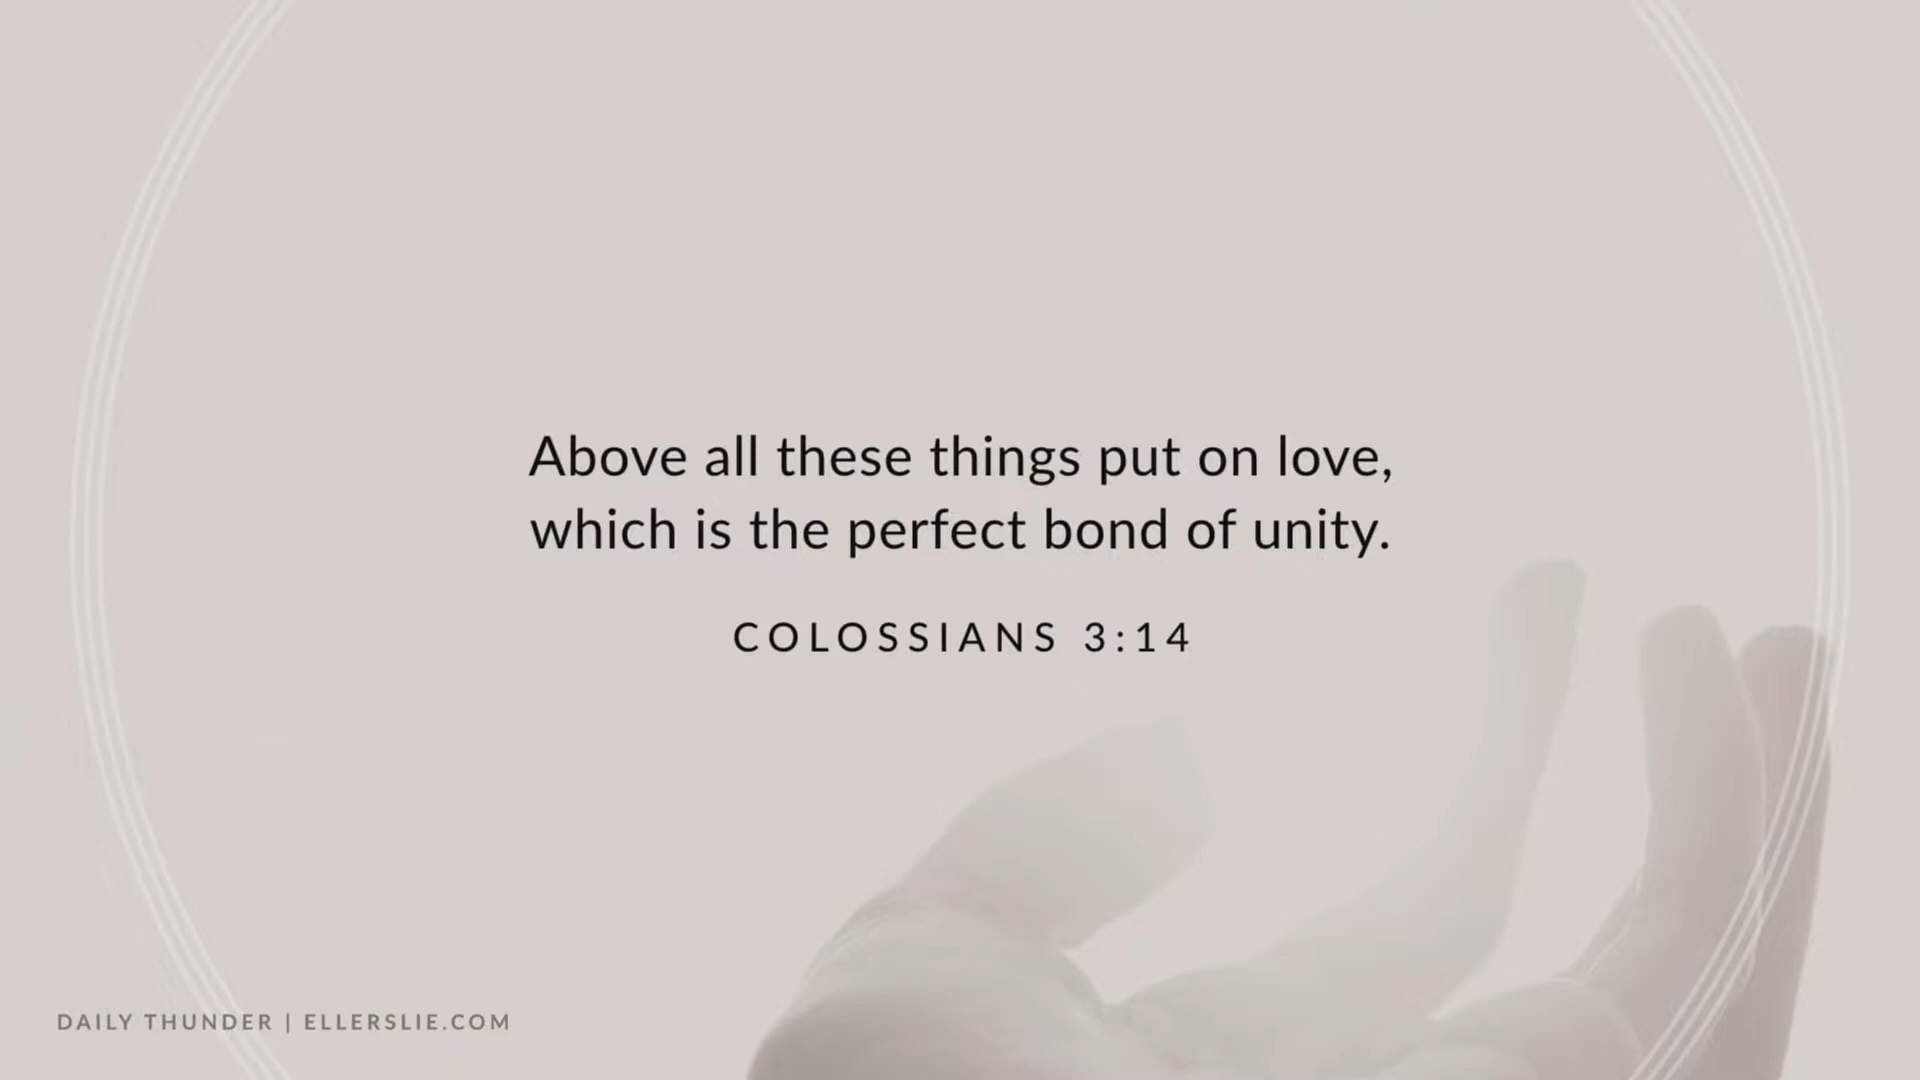 Above all these things put on love,
which is the perfect bond of unity.
COLOSSIANS 3:14
DAILY THUNDER | ELLERSLIE.COM